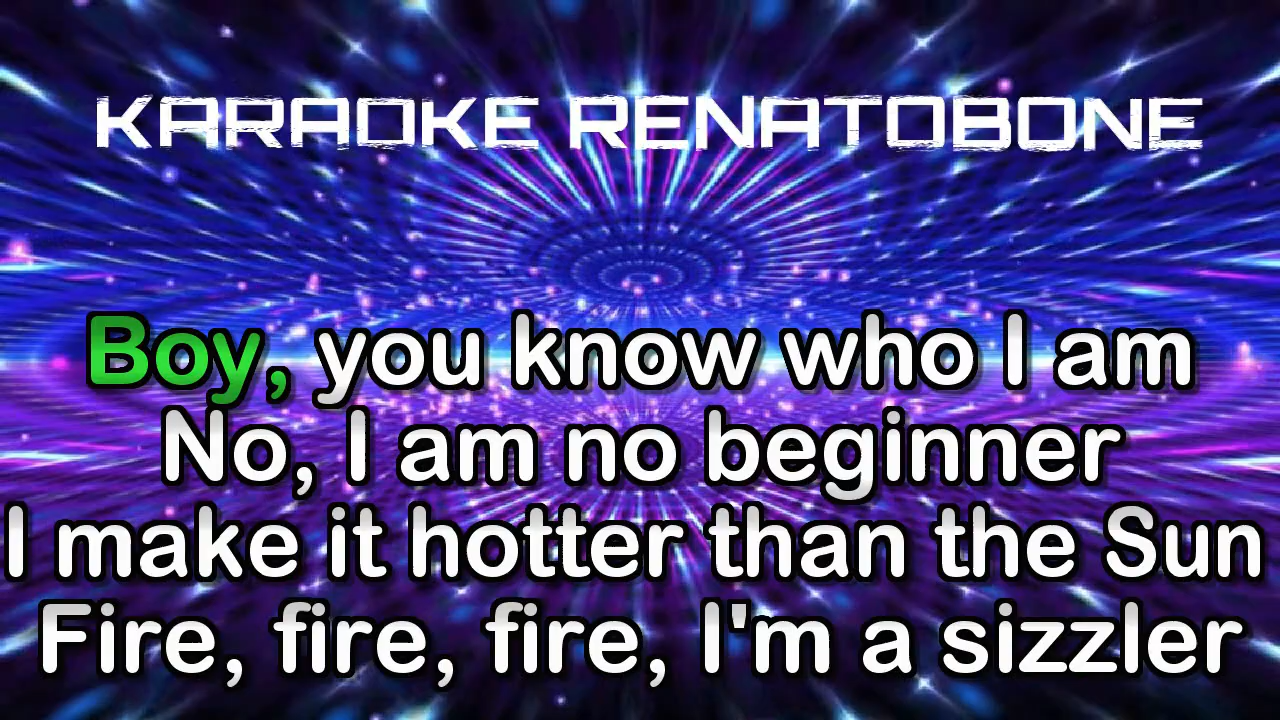 KARAOKE RENATOBONE
Boy, you know who I am
No, I am no beginner
I make it hotter than the Sun
Fire, fire, fire, I'm a sizzler